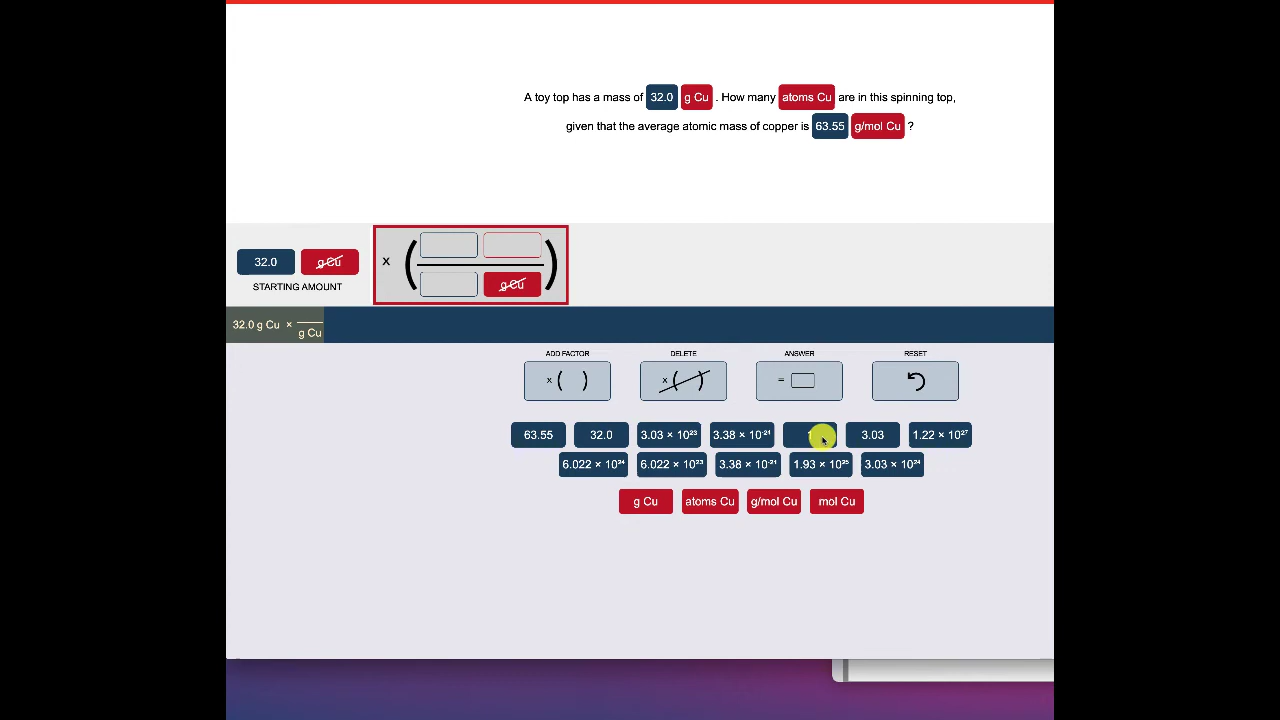 A toy top has a mass of 32.0 g Cu . How many atoms Cu are in this spinning top,
given that the average atomic mass of copper is 63.55 g/mol Cu ?
32.0 g Cu x ( g Cu )
STARTING AMOUNT
32.0 g Cu × g Cu
ADD FACTOR DELETE ANSWER RESET
x ( ) x ( ) =
63.55 32.0 3.03 × 10²³ 3.38 × 10⁻²⁴ 3.03 1.22 × 10²⁷
6.022 × 10²⁴ 6.022 × 10²³ 3.38 × 10⁻²¹ 1.93 × 10²⁵ 3.03 × 10²⁴
g Cu atoms Cu g/mol Cu mol Cu